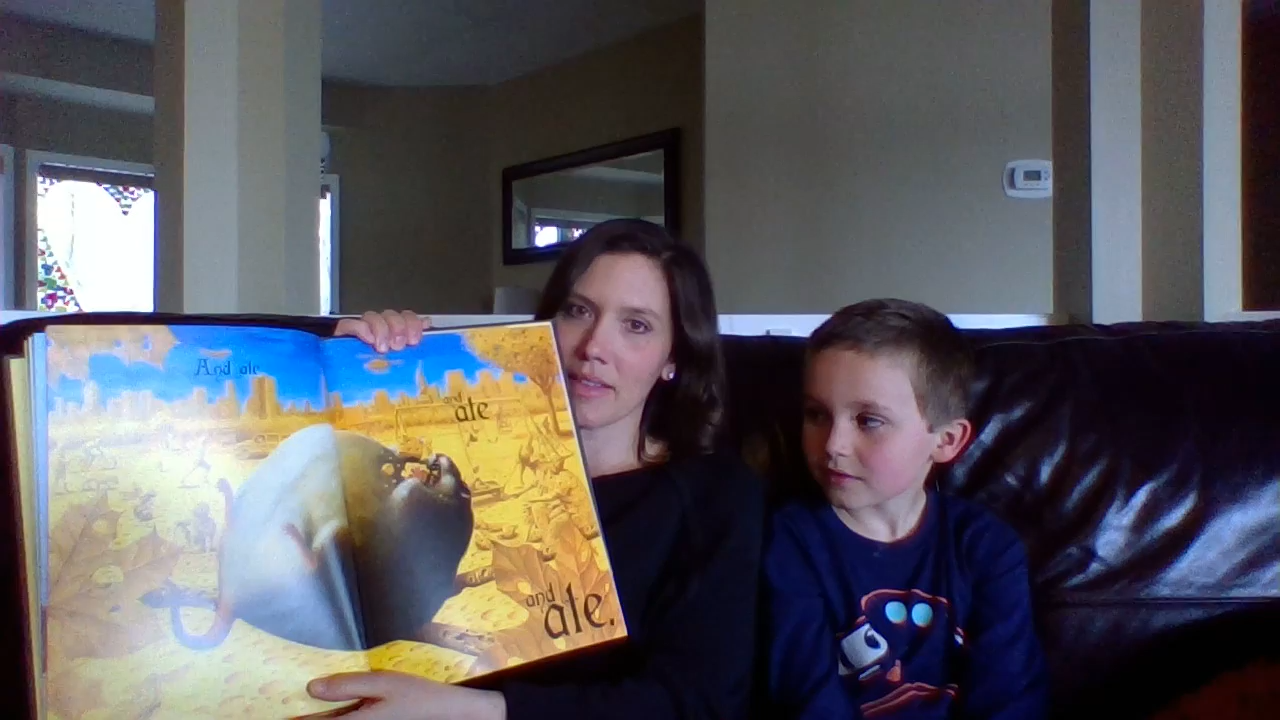 And ate
and
ate
and
ate.